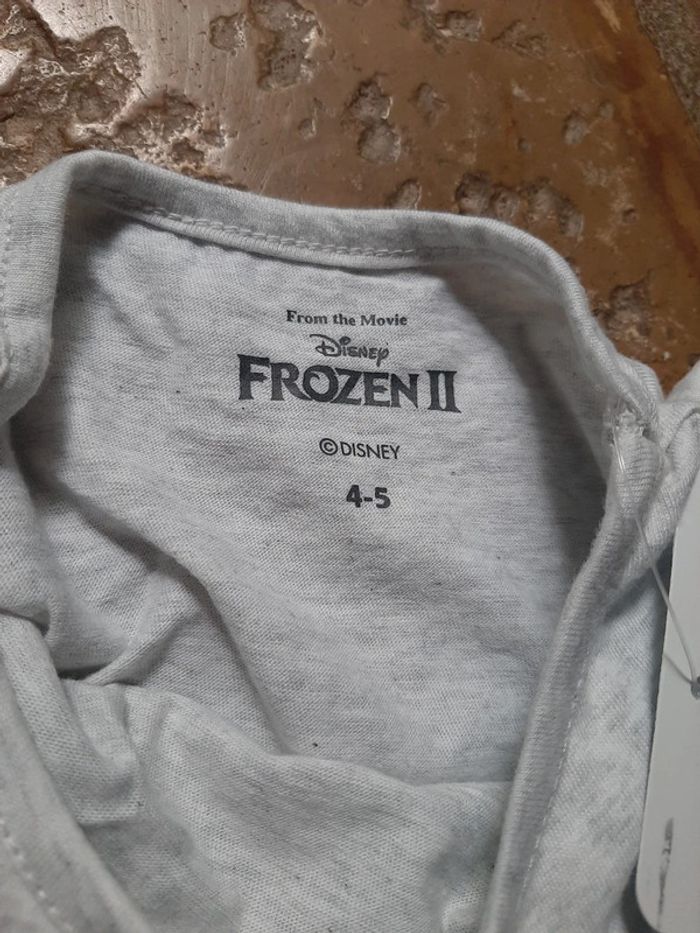 From the Movie
Disney
FROZEN II
©DISNEY
4-5